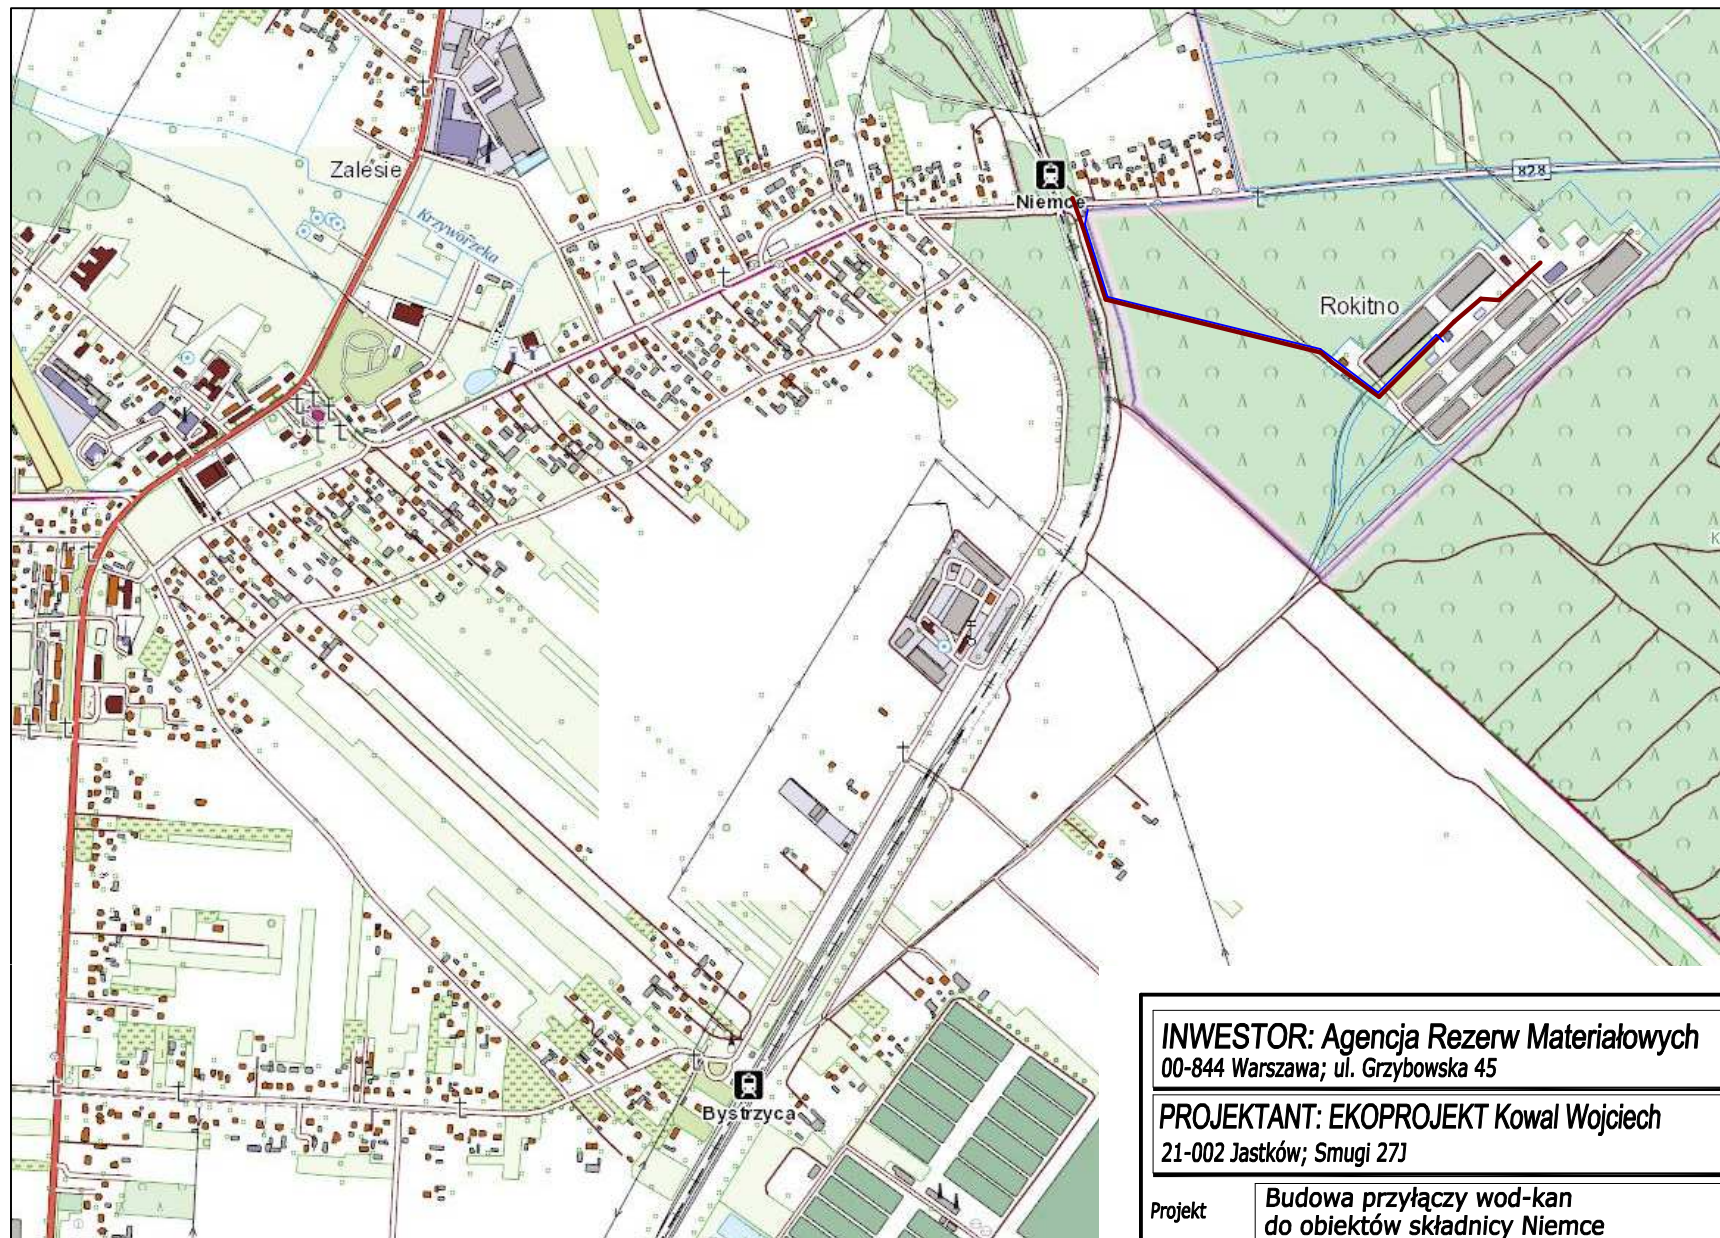 Zalesie
Krzyworzeka
Niemce
828
Rokitno
K
Bystrzyca
INWESTOR: Agencja Rezerw Materiałowych
00-844 Warszawa; ul. Grzybowska 45
PROJEKTANT: EKOPROJEKT Kowal Wojciech
21-002 Jastków; Smugi 27J
Projekt
Budowa przyłączy wod-kan
do obiektów składnicy Niemce